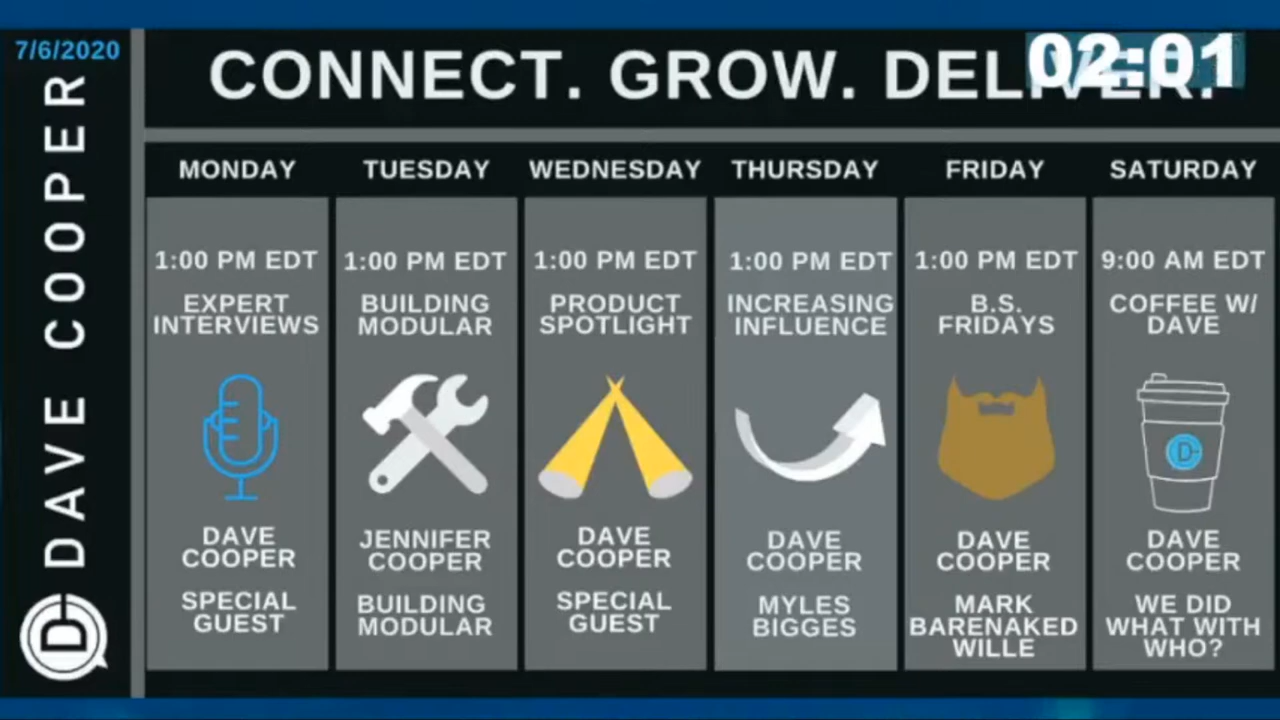 7/6/2020
DAVE COOPER
CONNECT. GROW. DELIVER.
02:01
MONDAY
1:00 PM EDT
EXPERT
INTERVIEWS
DAVE
COOPER
SPECIAL
GUEST
TUESDAY
1:00 PM EDT
BUILDING
MODULAR
JENNIFER
COOPER
BUILDING
MODULAR
WEDNESDAY
1:00 PM EDT
PRODUCT
SPOTLIGHT
DAVE
COOPER
SPECIAL
GUEST
THURSDAY
1:00 PM EDT
INCREASING
INFLUENCE
DAVE
COOPER
MYLES
BIGGES
FRIDAY
1:00 PM EDT
B.S.
FRIDAYS
DAVE
COOPER
MARK
BARENAKED
WILLE
SATURDAY
9:00 AM EDT
COFFEE W/
DAVE
DAVE
COOPER
WE DID
WHAT WITH
WHO?